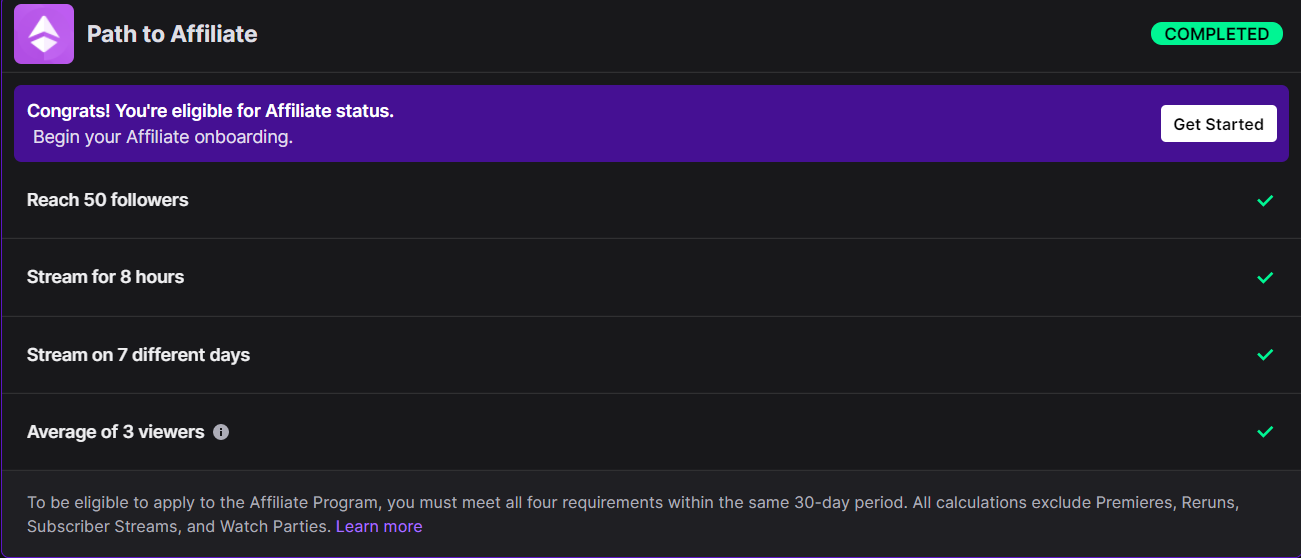 Path to Affiliate
COMPLETED
Congrats! You're eligible for Affiliate status.
Begin your Affiliate onboarding.
Get Started
Reach 50 followers
Stream for 8 hours
Stream on 7 different days
Average of 3 viewers
To be eligible to apply to the Affiliate Program, you must meet all four requirements within the same 30-day period. All calculations exclude Premieres, Reruns,
Subscriber Streams, and Watch Parties. Learn more